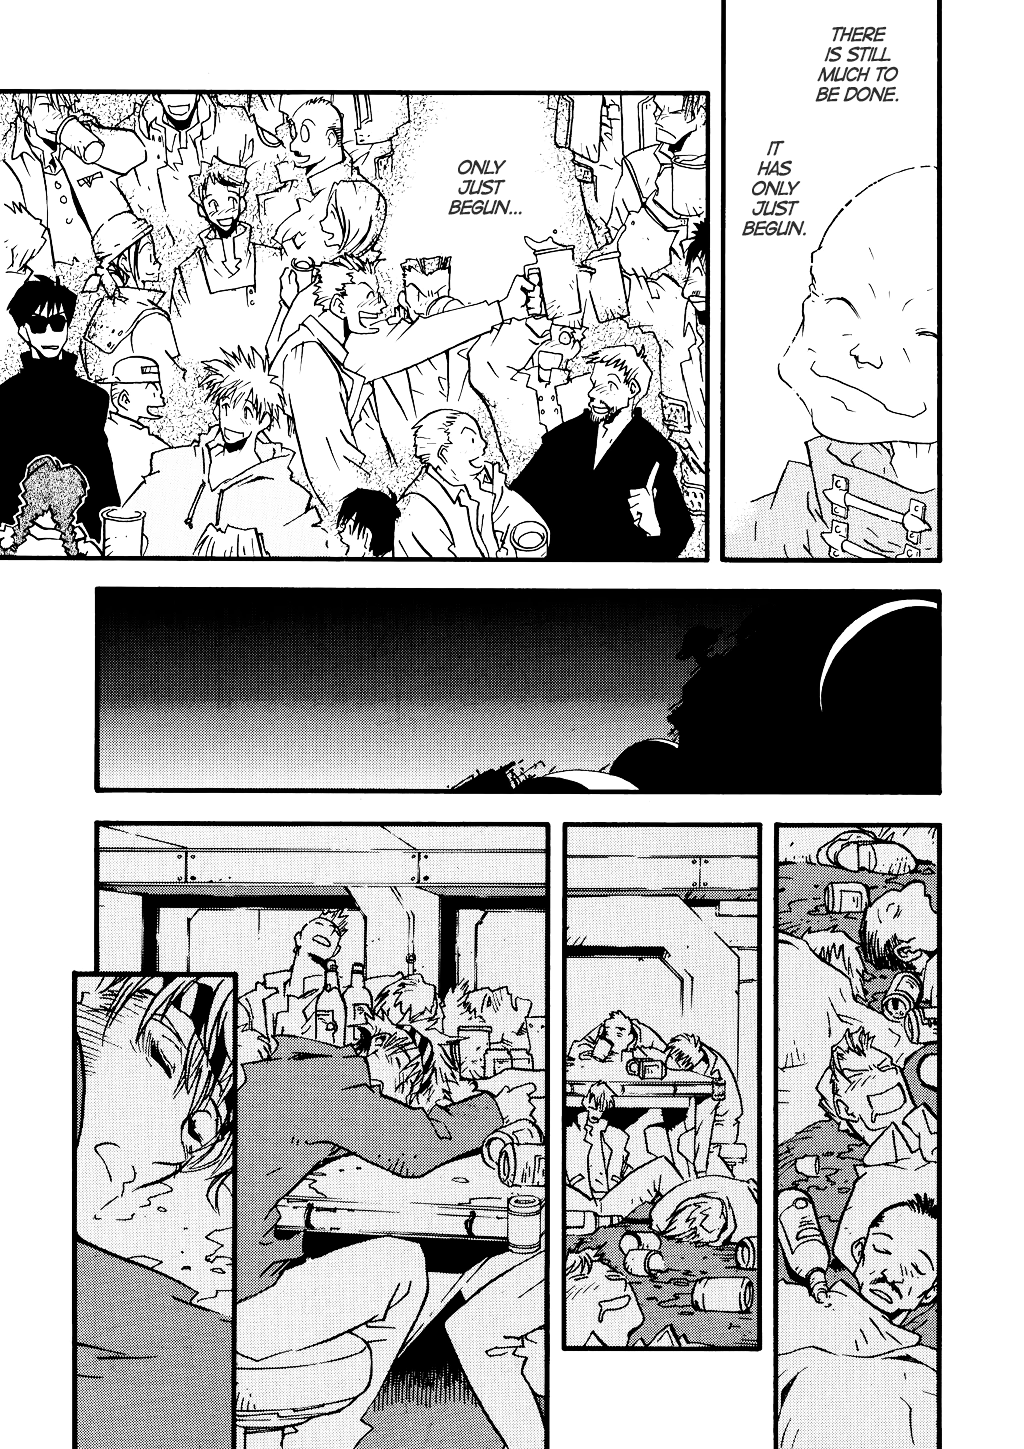 THERE
IS STILL
MUCH TO
BE DONE.
IT
HAS
ONLY
JUST
BEGUN.
ONLY
JUST
BEGUN...